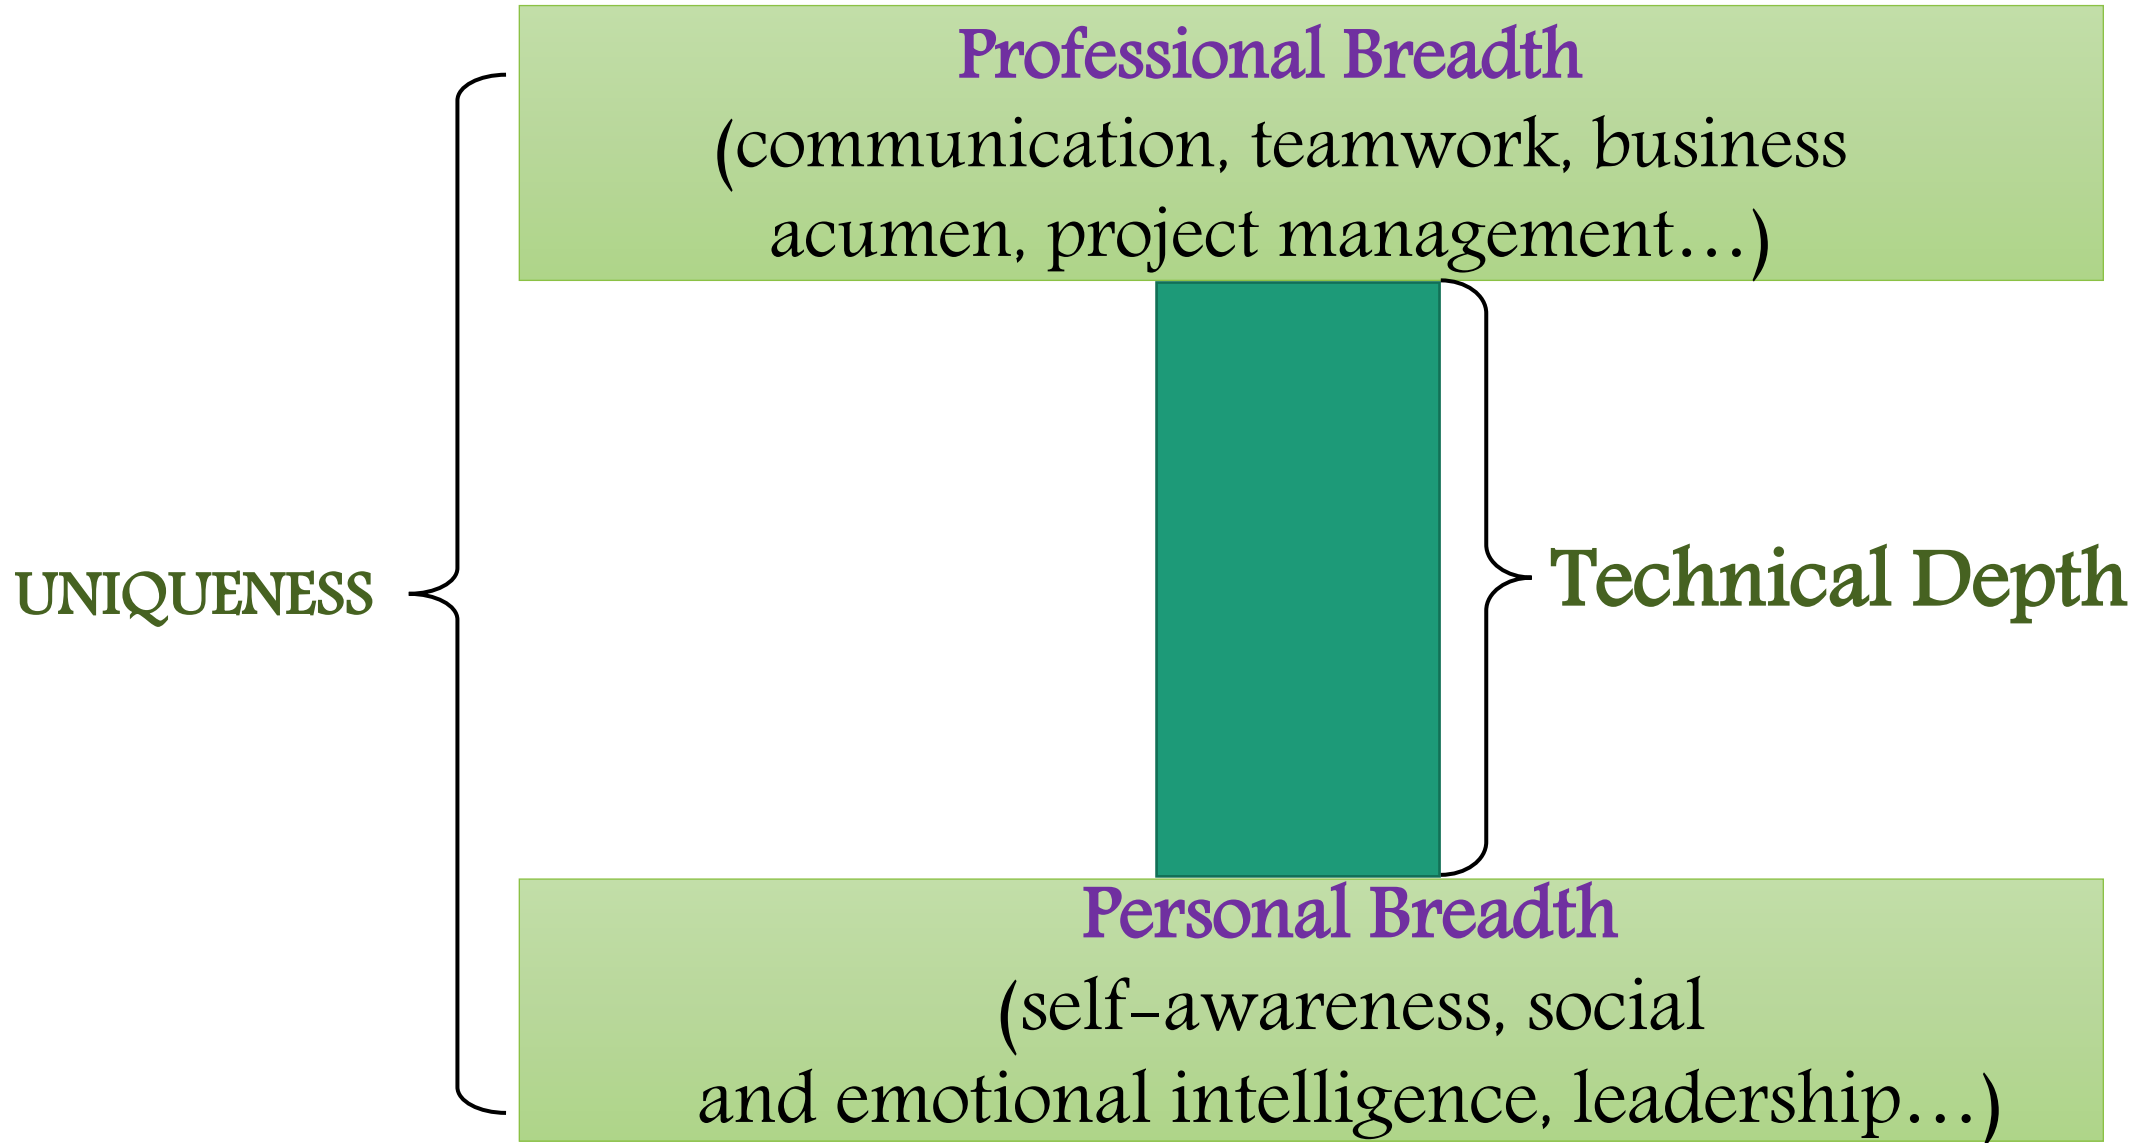 Professional Breadth
(communication, teamwork, business
acumen, project management...)
UNIQUENESS
Technical Depth
Personal Breadth
(self-awareness, social
and emotional intelligence, leadership...)